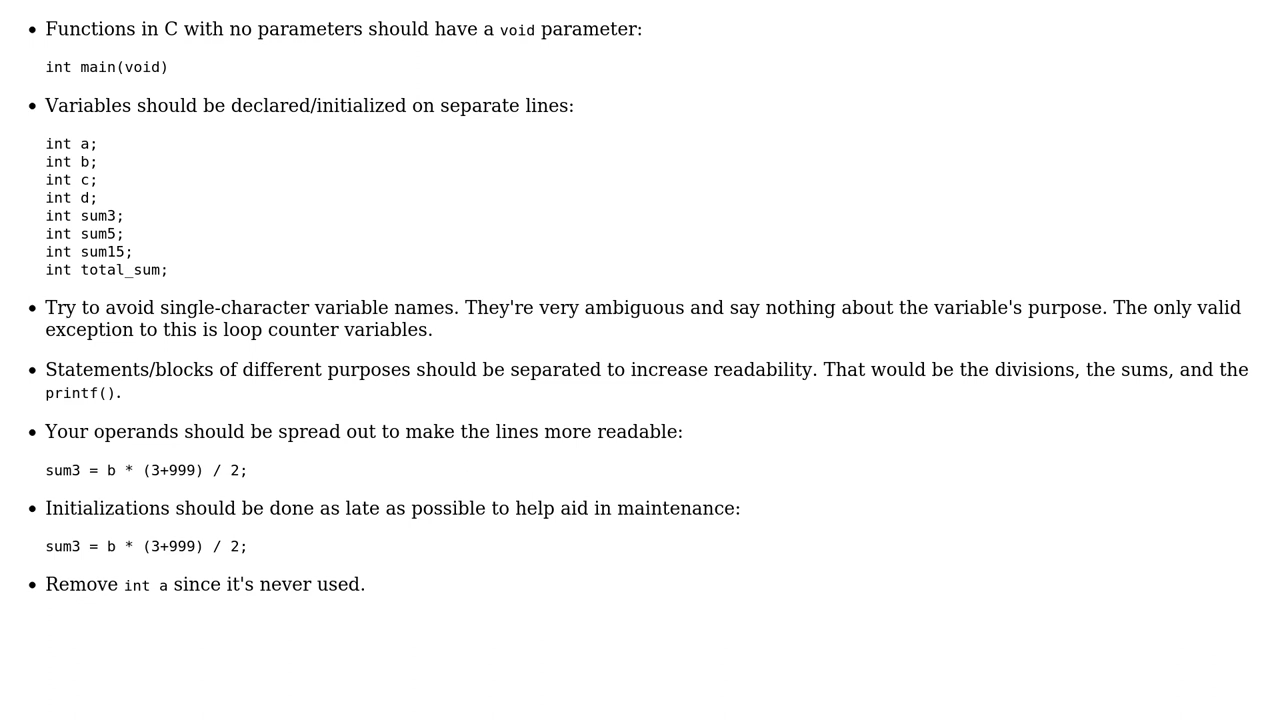 • Functions in C with no parameters should have a void parameter:
int main(void)
• Variables should be declared/initialized on separate lines:
int a;
int b;
int c;
int d;
int sum3;
int sum5;
int sum15;
int total_sum;
• Try to avoid single-character variable names. They're very ambiguous and say nothing about the variable's purpose. The only valid
exception to this is loop counter variables.
• Statements/blocks of different purposes should be separated to increase readability. That would be the divisions, the sums, and the
printf().
• Your operands should be spread out to make the lines more readable:
sum3 = b * (3+999) / 2;
• Initializations should be done as late as possible to help aid in maintenance:
sum3 = b * (3+999) / 2;
• Remove int a since it's never used.